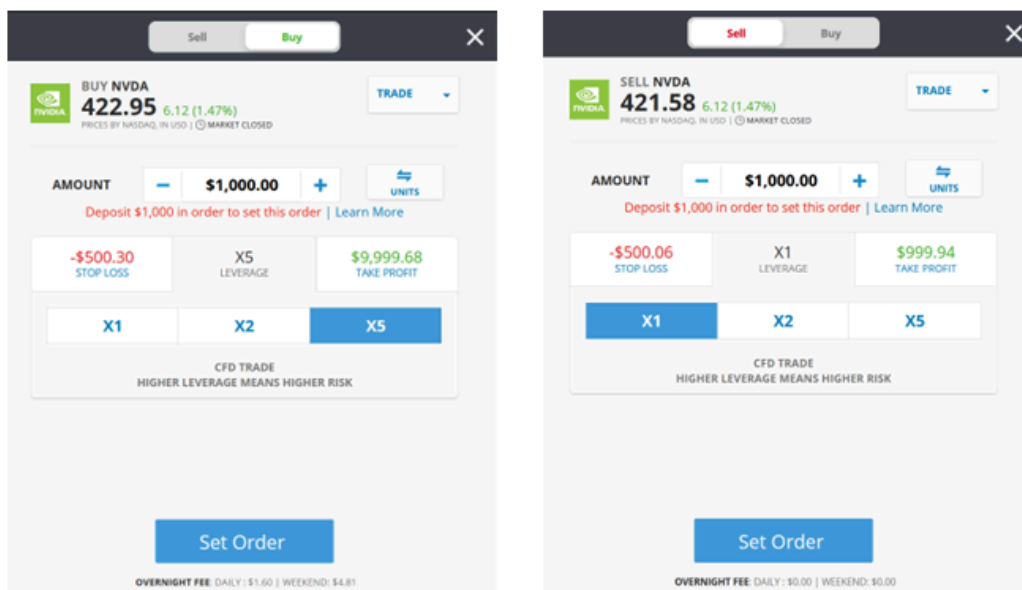 Sell Buy
BUY NVDA
422.95 6.12 (1.47%)
PRICES BY NASDAQ, IN USD | MARKET CLOSED
NVIDIA
TRADE
AMOUNT − $1,000.00 + UNITS
Deposit $1,000 in order to set this order | Learn More
-$500.30 X5 $9,999.68
STOP LOSS LEVERAGE TAKE PROFIT
X1 X2 X5
CFD TRADE
HIGHER LEVERAGE MEANS HIGHER RISK
Set Order
OVERNIGHT FEE: DAILY : $1.60 | WEEKEND: $4.81
Sell Buy
SELL NVDA
421.58 6.12 (1.47%)
PRICES BY NASDAQ, IN USD | MARKET CLOSED
NVIDIA
TRADE
AMOUNT − $1,000.00 + UNITS
Deposit $1,000 in order to set this order | Learn More
-$500.06 X1 $999.94
STOP LOSS LEVERAGE TAKE PROFIT
X1 X2 X5
CFD TRADE
HIGHER LEVERAGE MEANS HIGHER RISK
Set Order
OVERNIGHT FEE: DAILY : $0.00 | WEEKEND: $0.00